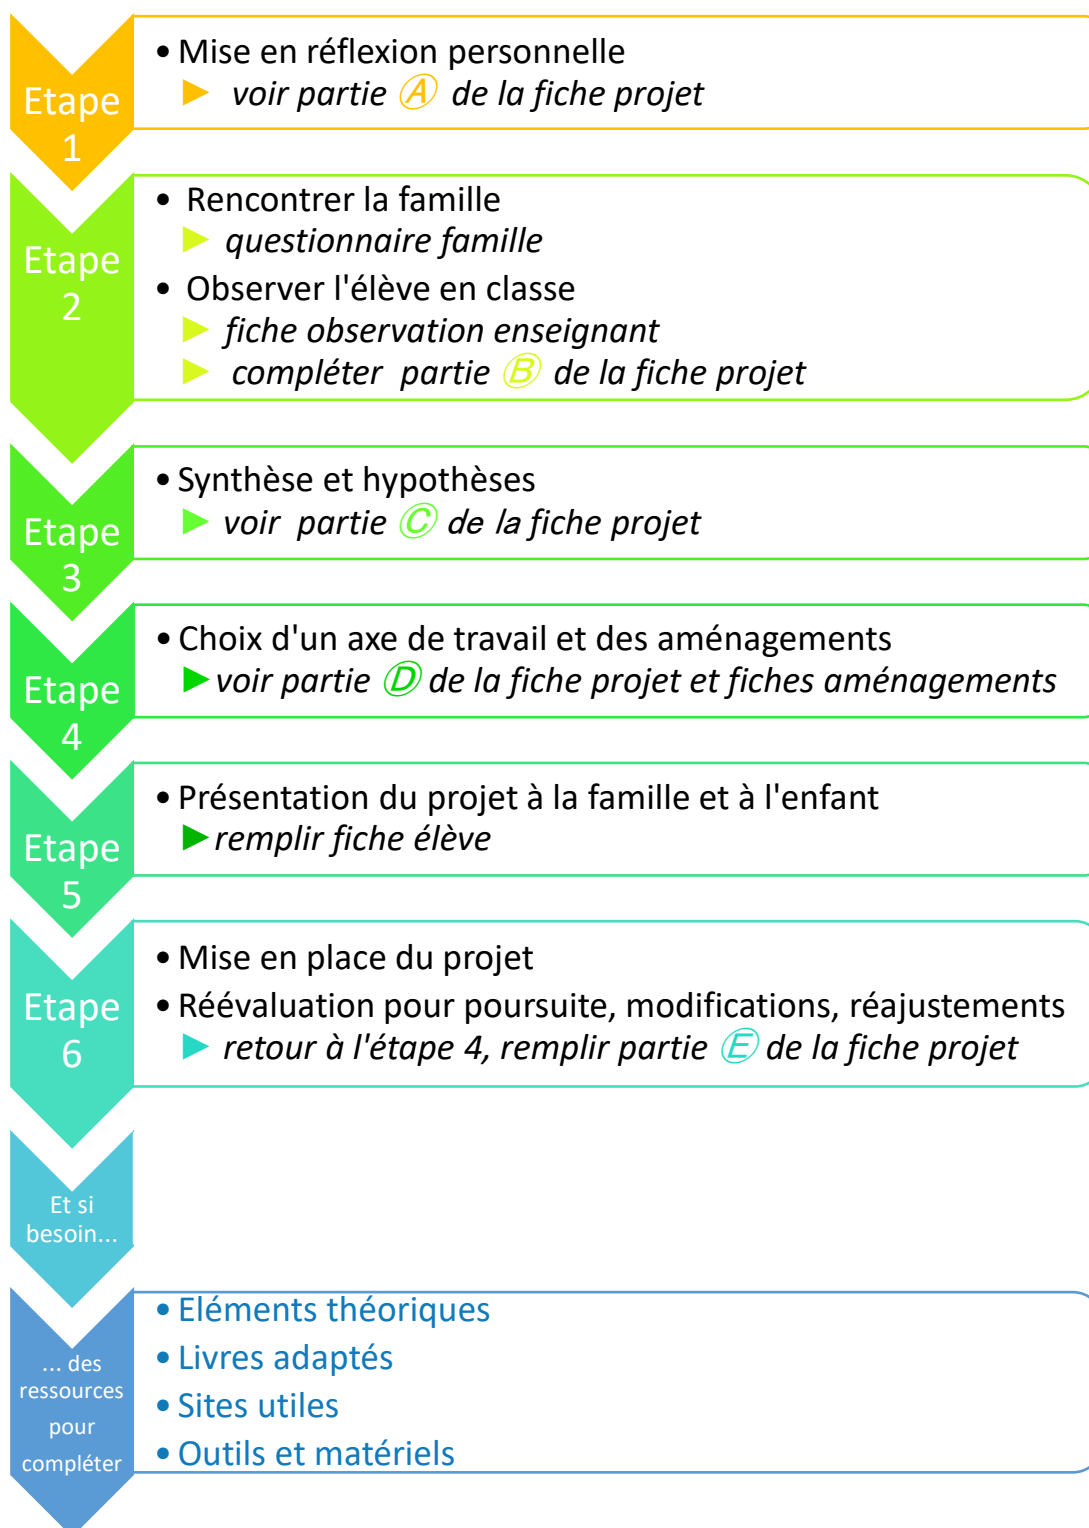 Etape
1
• Mise en réflexion personnelle
► voir partie Ⓐ de la fiche projet
Etape
2
• Rencontrer la famille
► questionnaire famille
• Observer l'élève en classe
► fiche observation enseignant
► compléter partie Ⓑ de la fiche projet
Etape
3
• Synthèse et hypothèses
► voir partie Ⓒ de la fiche projet
Etape
4
• Choix d'un axe de travail et des aménagements
► voir partie Ⓓ de la fiche projet et fiches aménagements
Etape
5
• Présentation du projet à la famille et à l'enfant
► remplir fiche élève
Etape
6
• Mise en place du projet
• Réévaluation pour poursuite, modifications, réajustements
► retour à l'étape 4, remplir partie Ⓔ de la fiche projet
Et si
besoin...
... des
ressources
pour
compléter
• Eléments théoriques
• Livres adaptés
• Sites utiles
• Outils et matériels